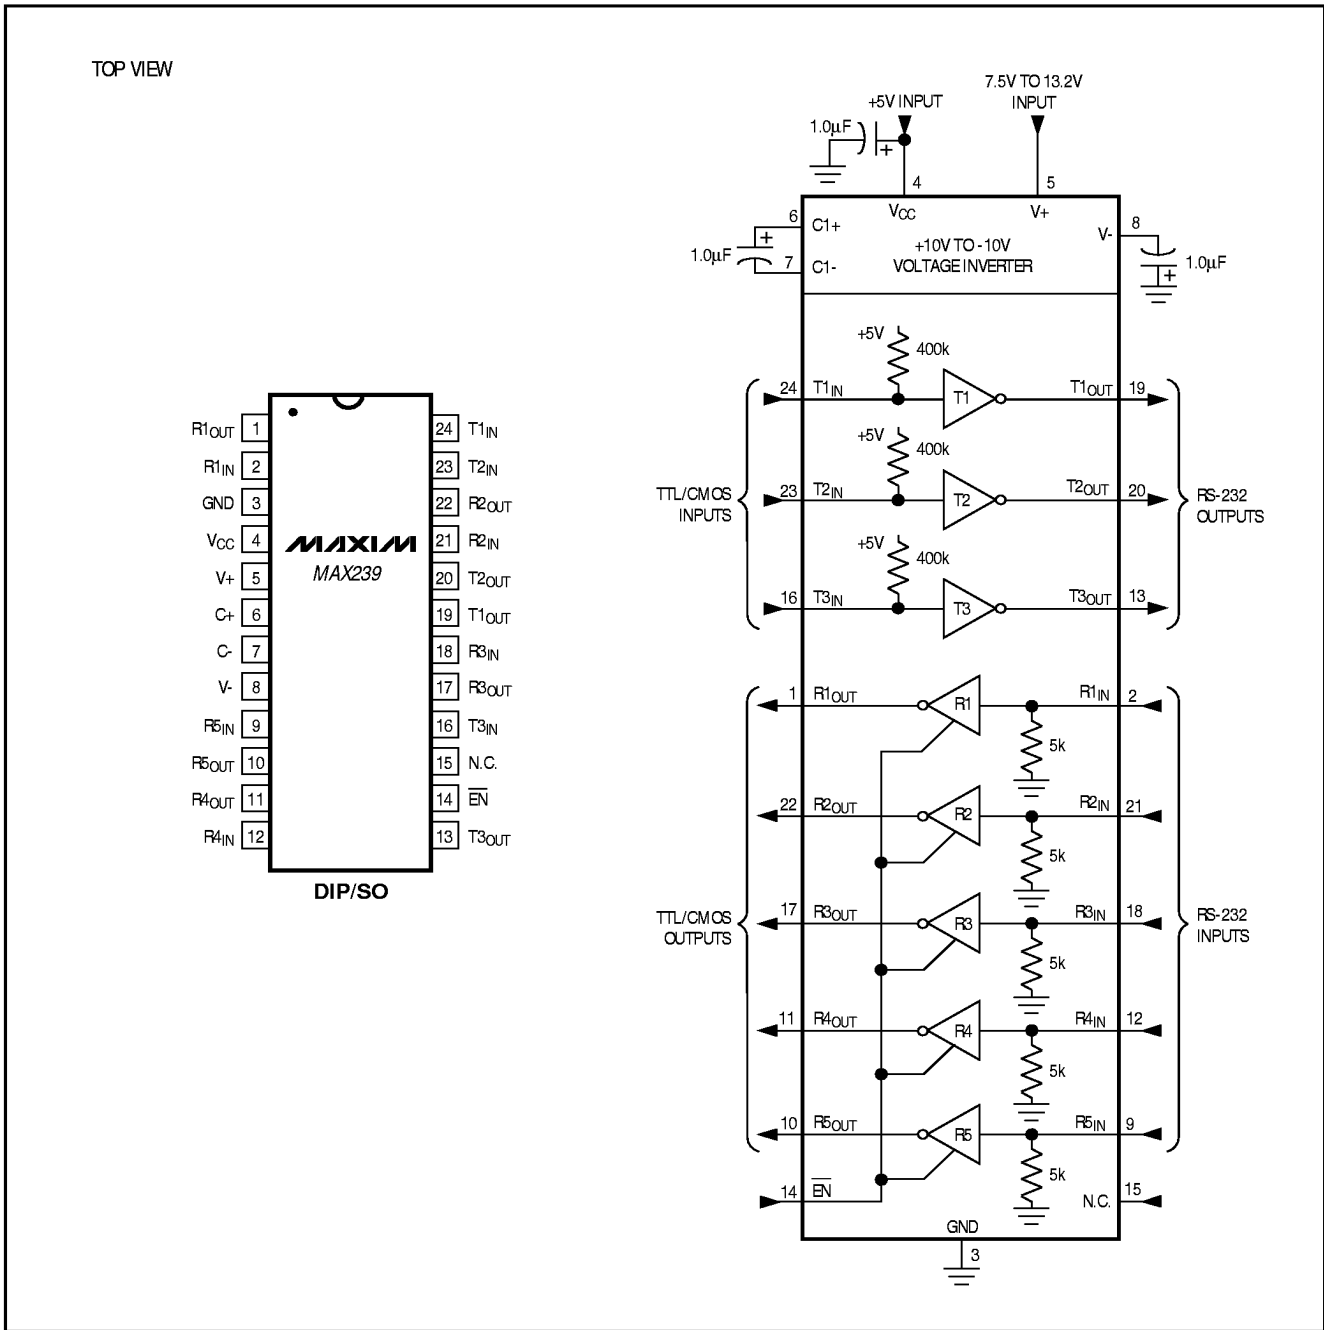 TOP VIEW
R1OUT 1
R1IN 2
GND 3
VCC 4
V+ 5
C+ 6
C- 7
V- 8
R5IN 9
R5OUT 10
R4OUT 11
R4IN 12
24 T1IN
23 T2IN
22 R2OUT
21 R2IN
20 T2OUT
19 T1OUT
18 R3IN
17 R3OUT
16 T3IN
15 N.C.
14 EN
13 T3OUT
MAXIM
MAX239
DIP/SO
+5V INPUT
7.5V TO 13.2V
INPUT
1.0µF
+
4
5
VCC
V+
6 C1+
7 C1-
1.0µF
+
V- 8
1.0µF
+
+10V TO -10V
VOLTAGE INVERTER
+5V
400k
24 T1IN
T1
T1OUT 19
+5V
400k
23 T2IN
T2
T2OUT 20
+5V
400k
16 T3IN
T3
T3OUT 13
TTL/CMOS
INPUTS
RS-232
OUTPUTS
1 R1OUT
R1
R1IN 2
5k
22 R2OUT
R2
R2IN 21
5k
17 R3OUT
R3
R3IN 18
5k
11 R4OUT
R4
R4IN 12
5k
10 R5OUT
R5
R5IN 9
5k
TTL/CMOS
OUTPUTS
RS-232
INPUTS
14 EN
N.C. 15
GND
3